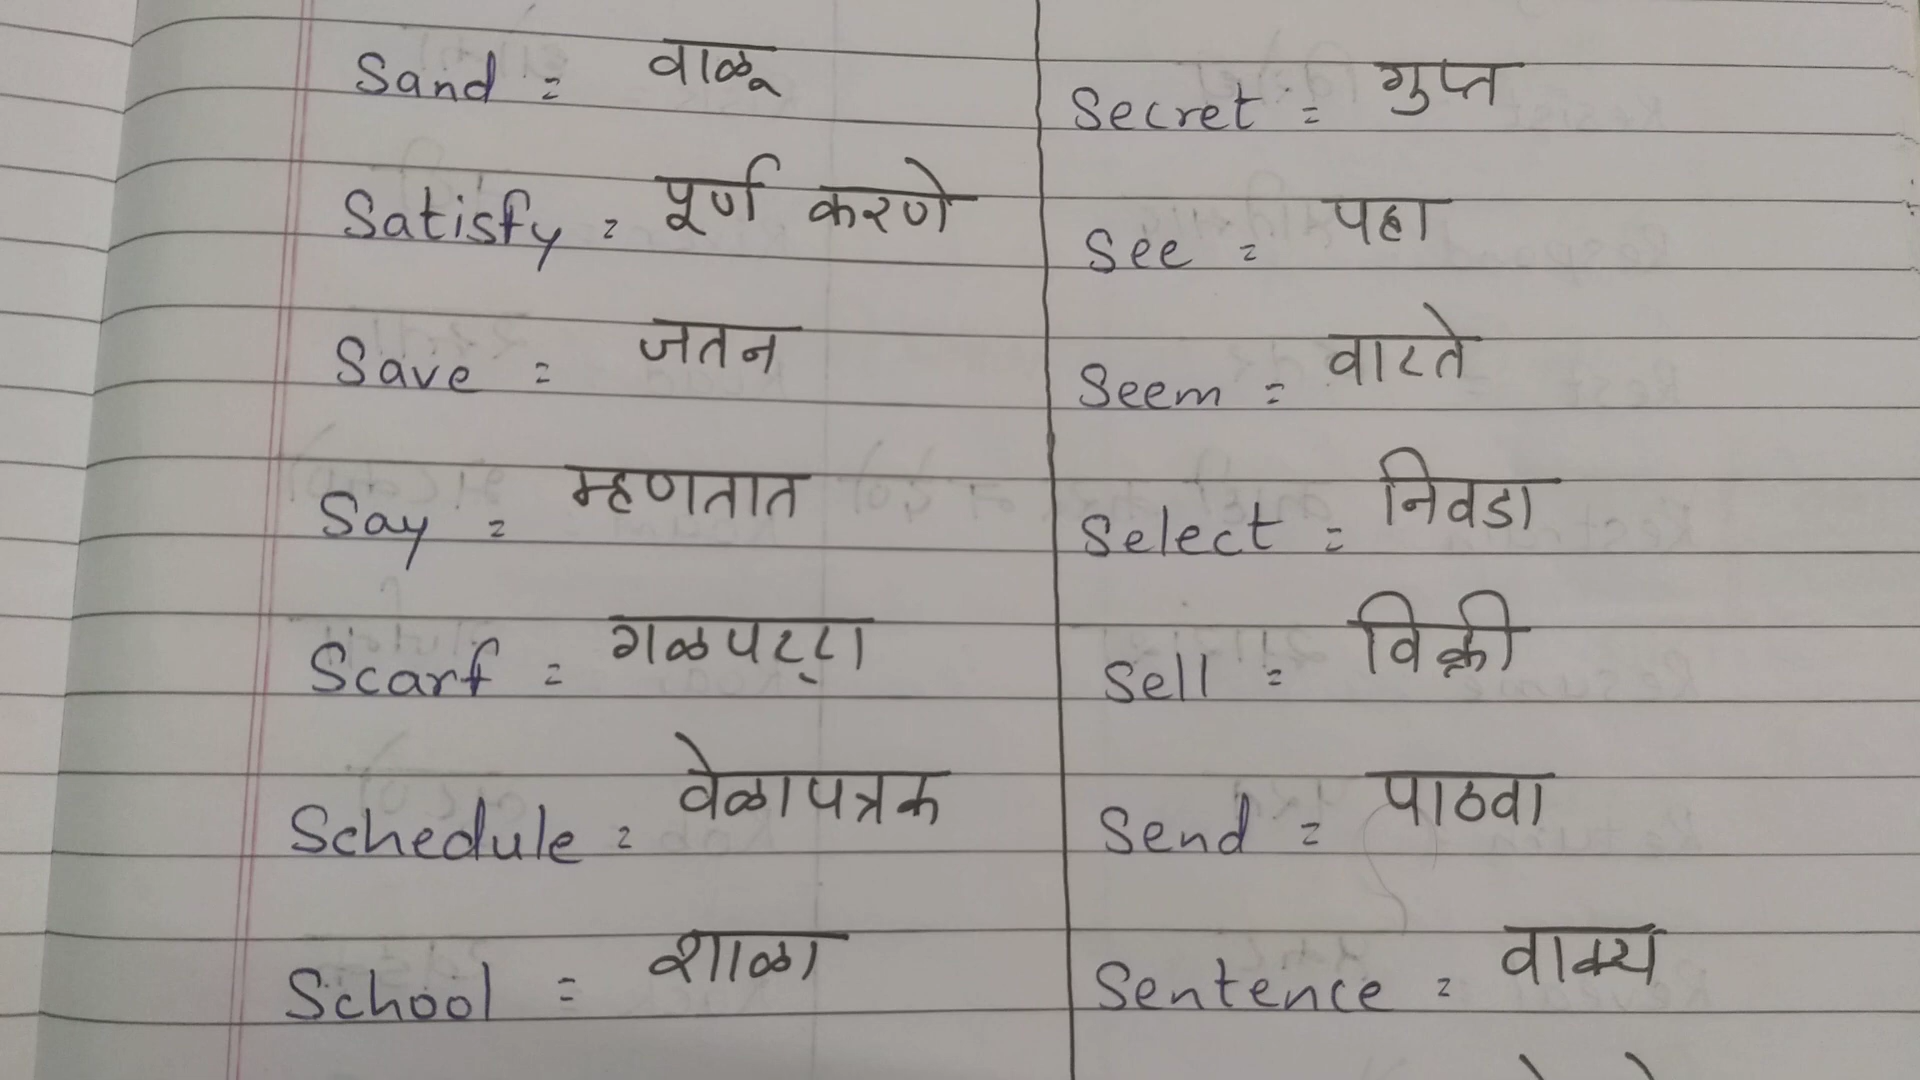 Sand = वाळू
Satisfy = पूर्ण करणे
Save = जतन
Say = म्हणतात
Scarf = गळपट्टा
Schedule = वेळापत्रक
School = शाळा
Secret = गुप्त
See = पहा
Seem = वाटते
Select = निवडा
Sell = विक्री
Send = पाठवा
Sentence = वाक्य